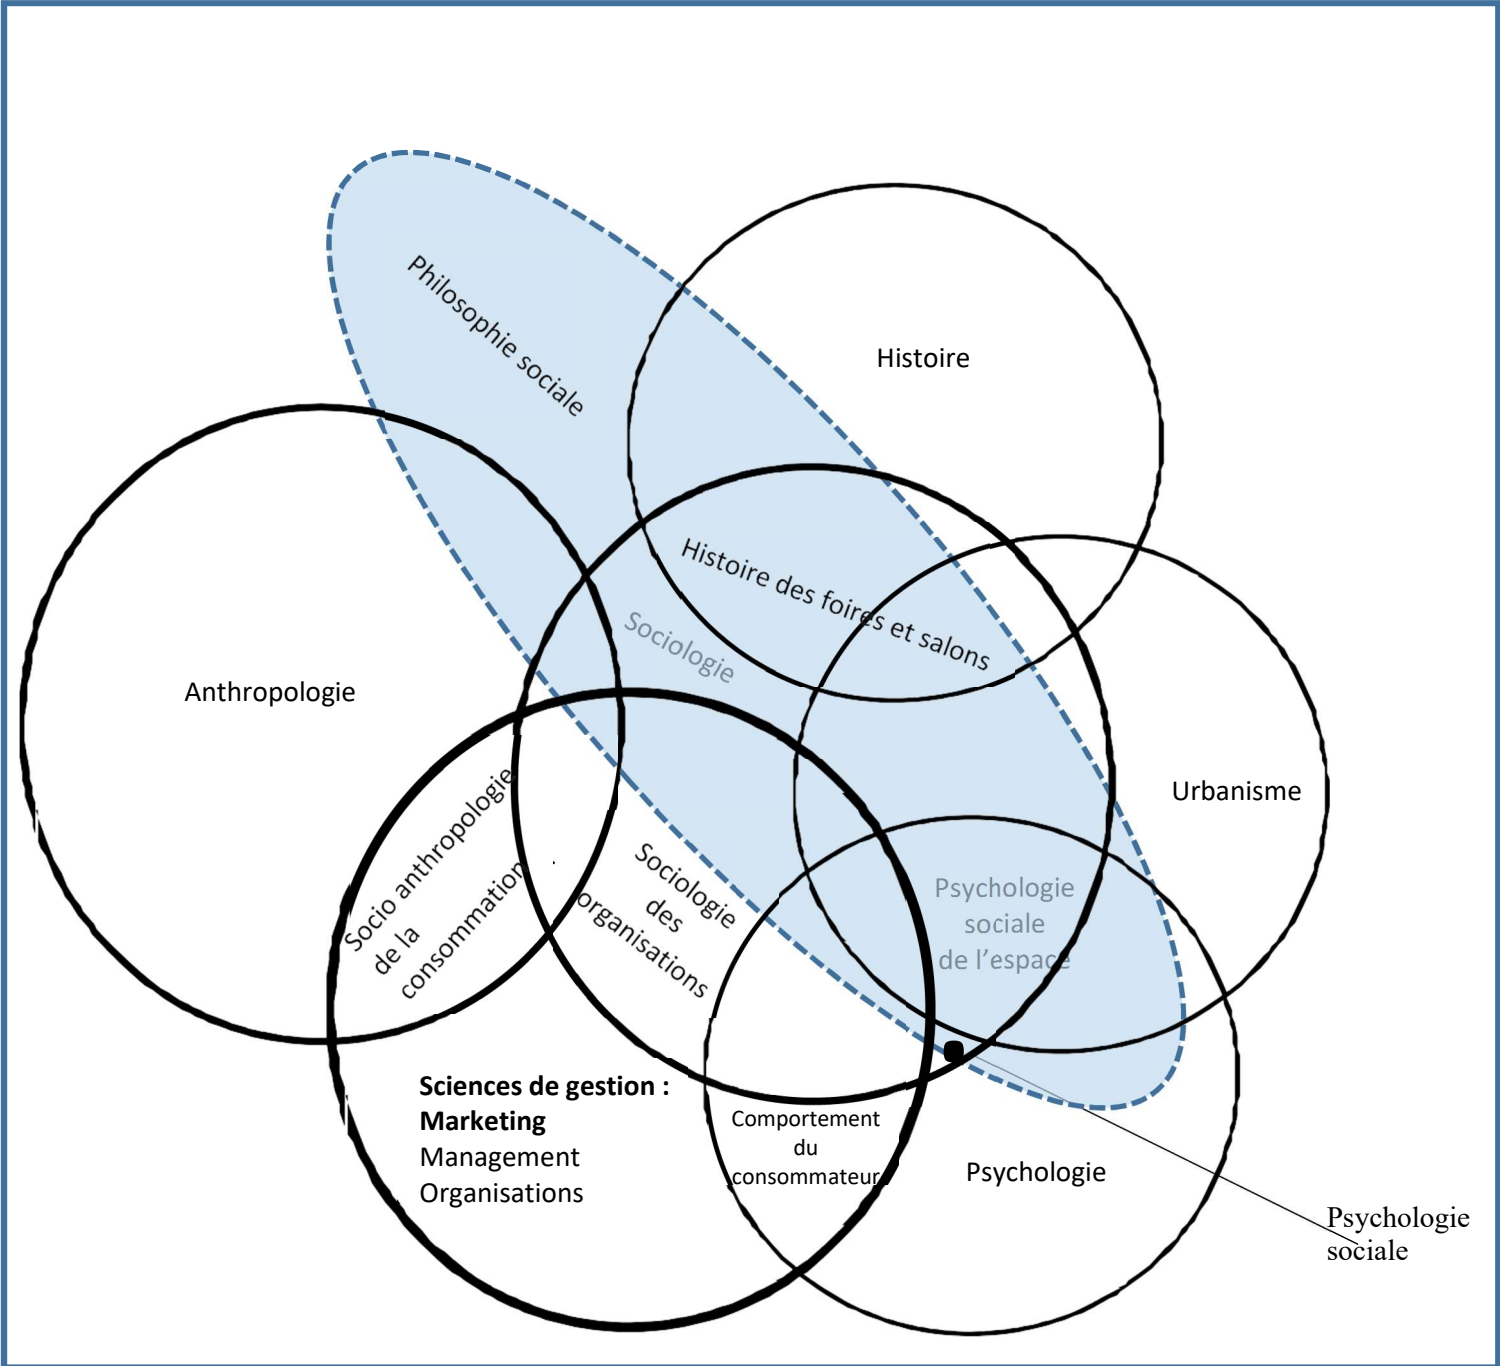 Philosophie sociale
Histoire
Histoire des foires et salons
Sociologie
Anthropologie
Urbanisme
Socio anthropologie
de la
consommation
Sociologie
des
organisations
Psychologie
sociale
de l’espace
Sciences de gestion :
Marketing
Management
Organisations
Comportement
du
consommateur
Psychologie
Psychologie
sociale